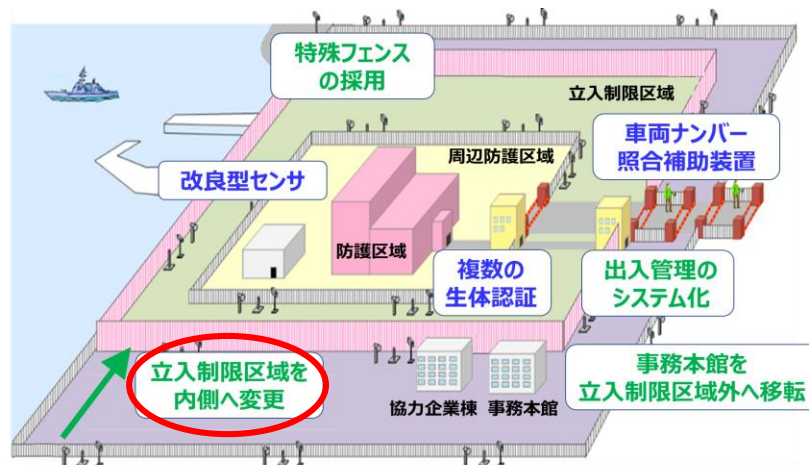 特殊フェンス
の採用
立入制限区域
車両ナンバー
照合補助装置
周辺防護区域
改良型センサ
防護区域
複数の
生体認証
出入管理の
システム化
立入制限区域を
内側へ変更
協力企業棟
事務本館
事務本館を
立入制限区域外へ移転